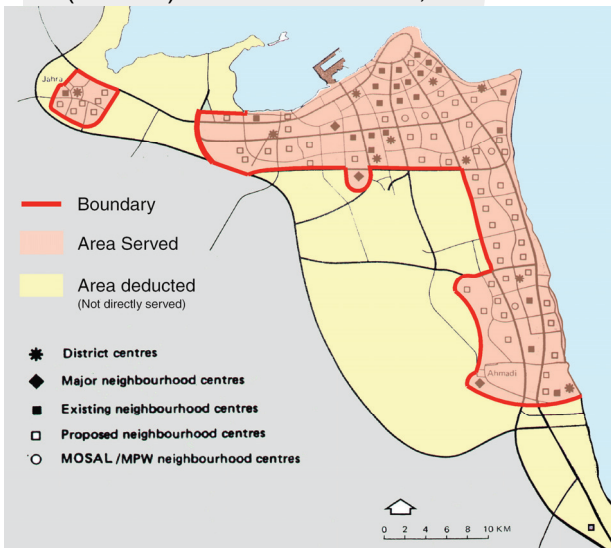 Jahra
Boundary
Area Served
Area deducted
(Not directly served)
District centres
Major neighbourhood centres
Existing neighbourhood centres
Proposed neighbourhood centres
MOSAL/MPW neighbourhood centres
Ahmadi
0 2 4 6 8 10 KM